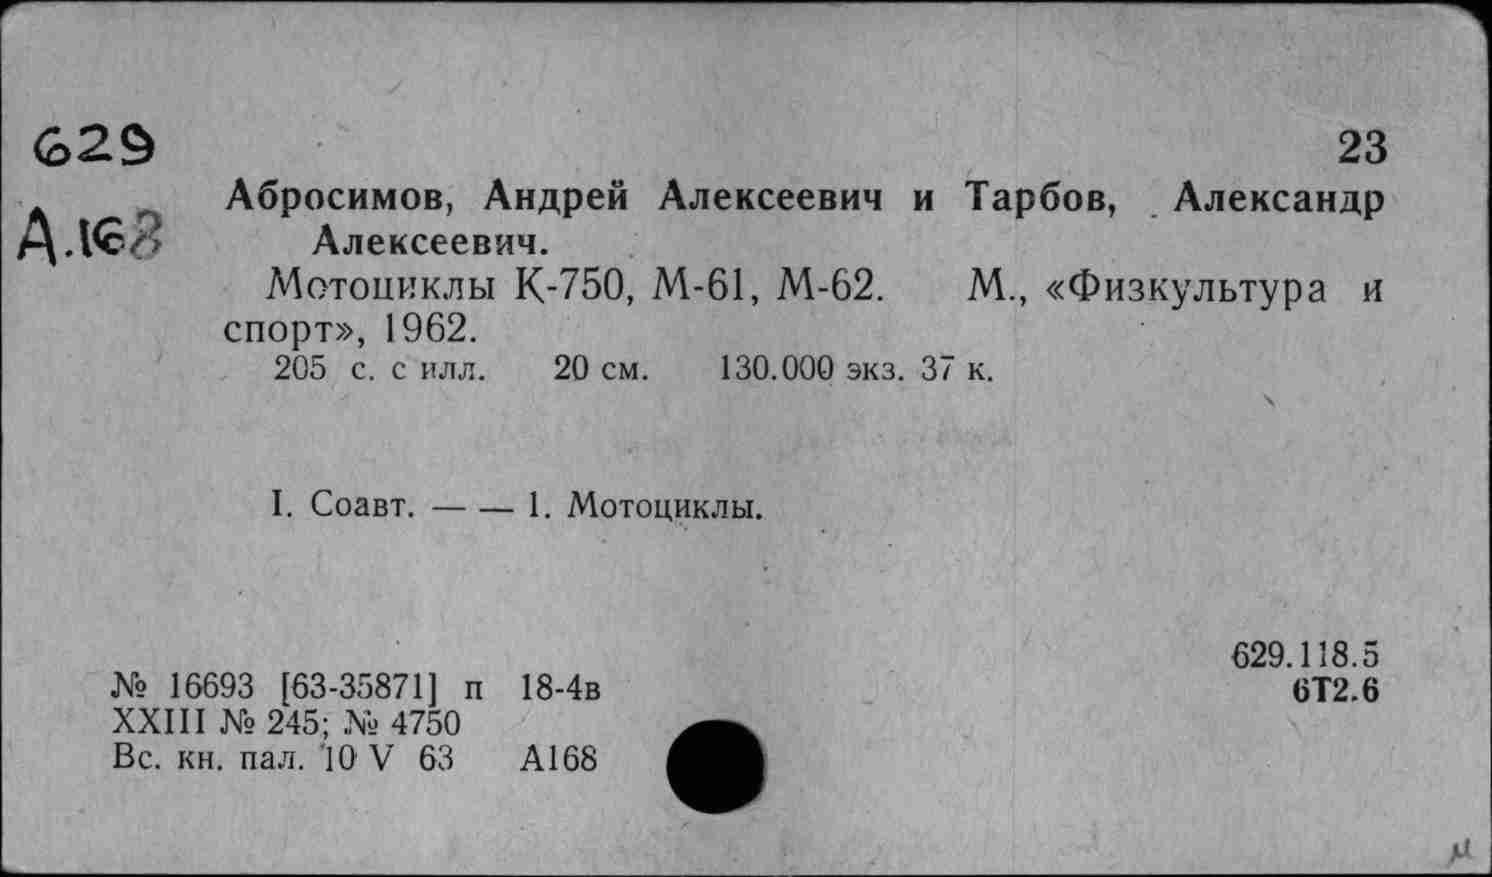 629
23
Абросимов, Андрей Алексеевич и Тарбов, Александр
А.168
Алексеевич.
Мотоциклы К-750, М-61, М-62. М., «Физкультура и
спорт», 1962.
205 с. с илл. 20 см. 130.000 экз. 37 к.
I. Соавт. — — 1. Мотоциклы.
629.118.5
№ 16693 [63-35871] п 18-4в
6Т2.6
XXIII № 245; № 4750
Вс. кн. пал. 10 V 63 А168